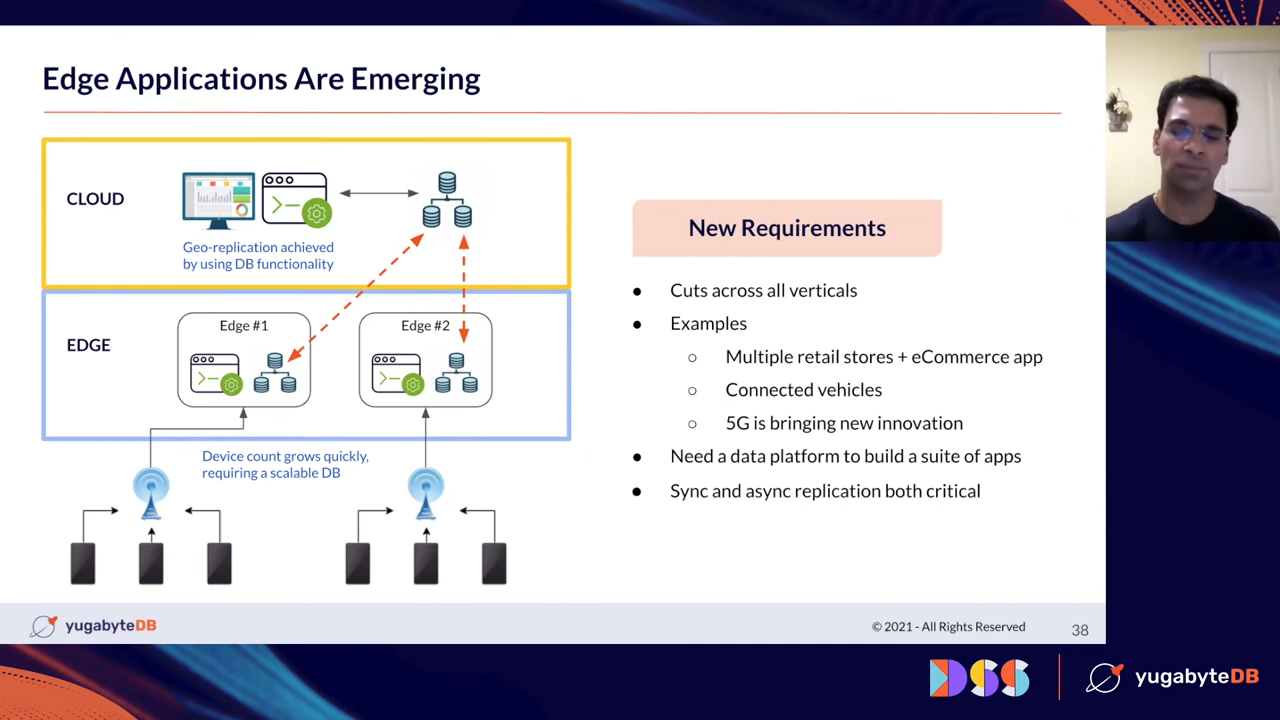 Edge Applications Are Emerging
CLOUD
Geo-replication achieved
by using DB functionality
EDGE
Edge #1
Edge #2
Device count grows quickly,
requiring a scalable DB
New Requirements
● Cuts across all verticals
● Examples
○ Multiple retail stores + eCommerce app
○ Connected vehicles
○ 5G is bringing new innovation
● Need a data platform to build a suite of apps
● Sync and async replication both critical
yugabyteDB
© 2021 - All Rights Reserved
38
DSS
yugabyteDB